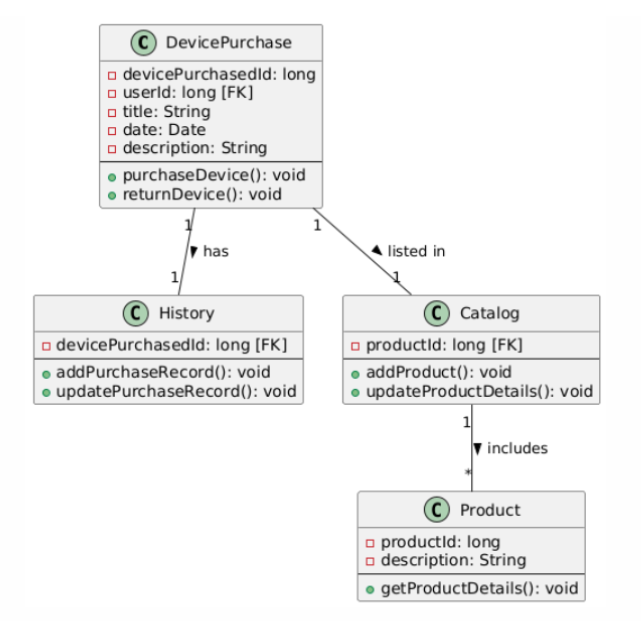 C DevicePurchase
devicePurchasedId: long
userId: long [FK]
title: String
date: Date
description: String
purchaseDevice(): void
returnDevice(): void
1 1
has listed in
1 1
C History C Catalog
devicePurchasedId: long [FK] productId: long [FK]
addPurchaseRecord(): void addProduct(): void
updatePurchaseRecord(): void updateProductDetails(): void
1
includes
*
C Product
productId: long
description: String
getProductDetails(): void